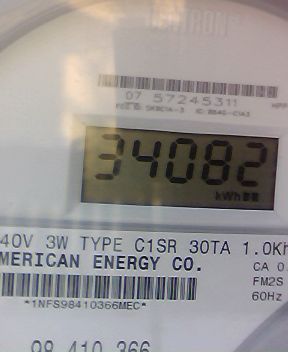 07 57245311
34082
kWh
40V 3W TYPE C1SR 30TA 1.0Kh
MERICAN ENERGY CO.
CA 0.
FM2S
60Hz
*1NFS98410366MEC*
98 410 366